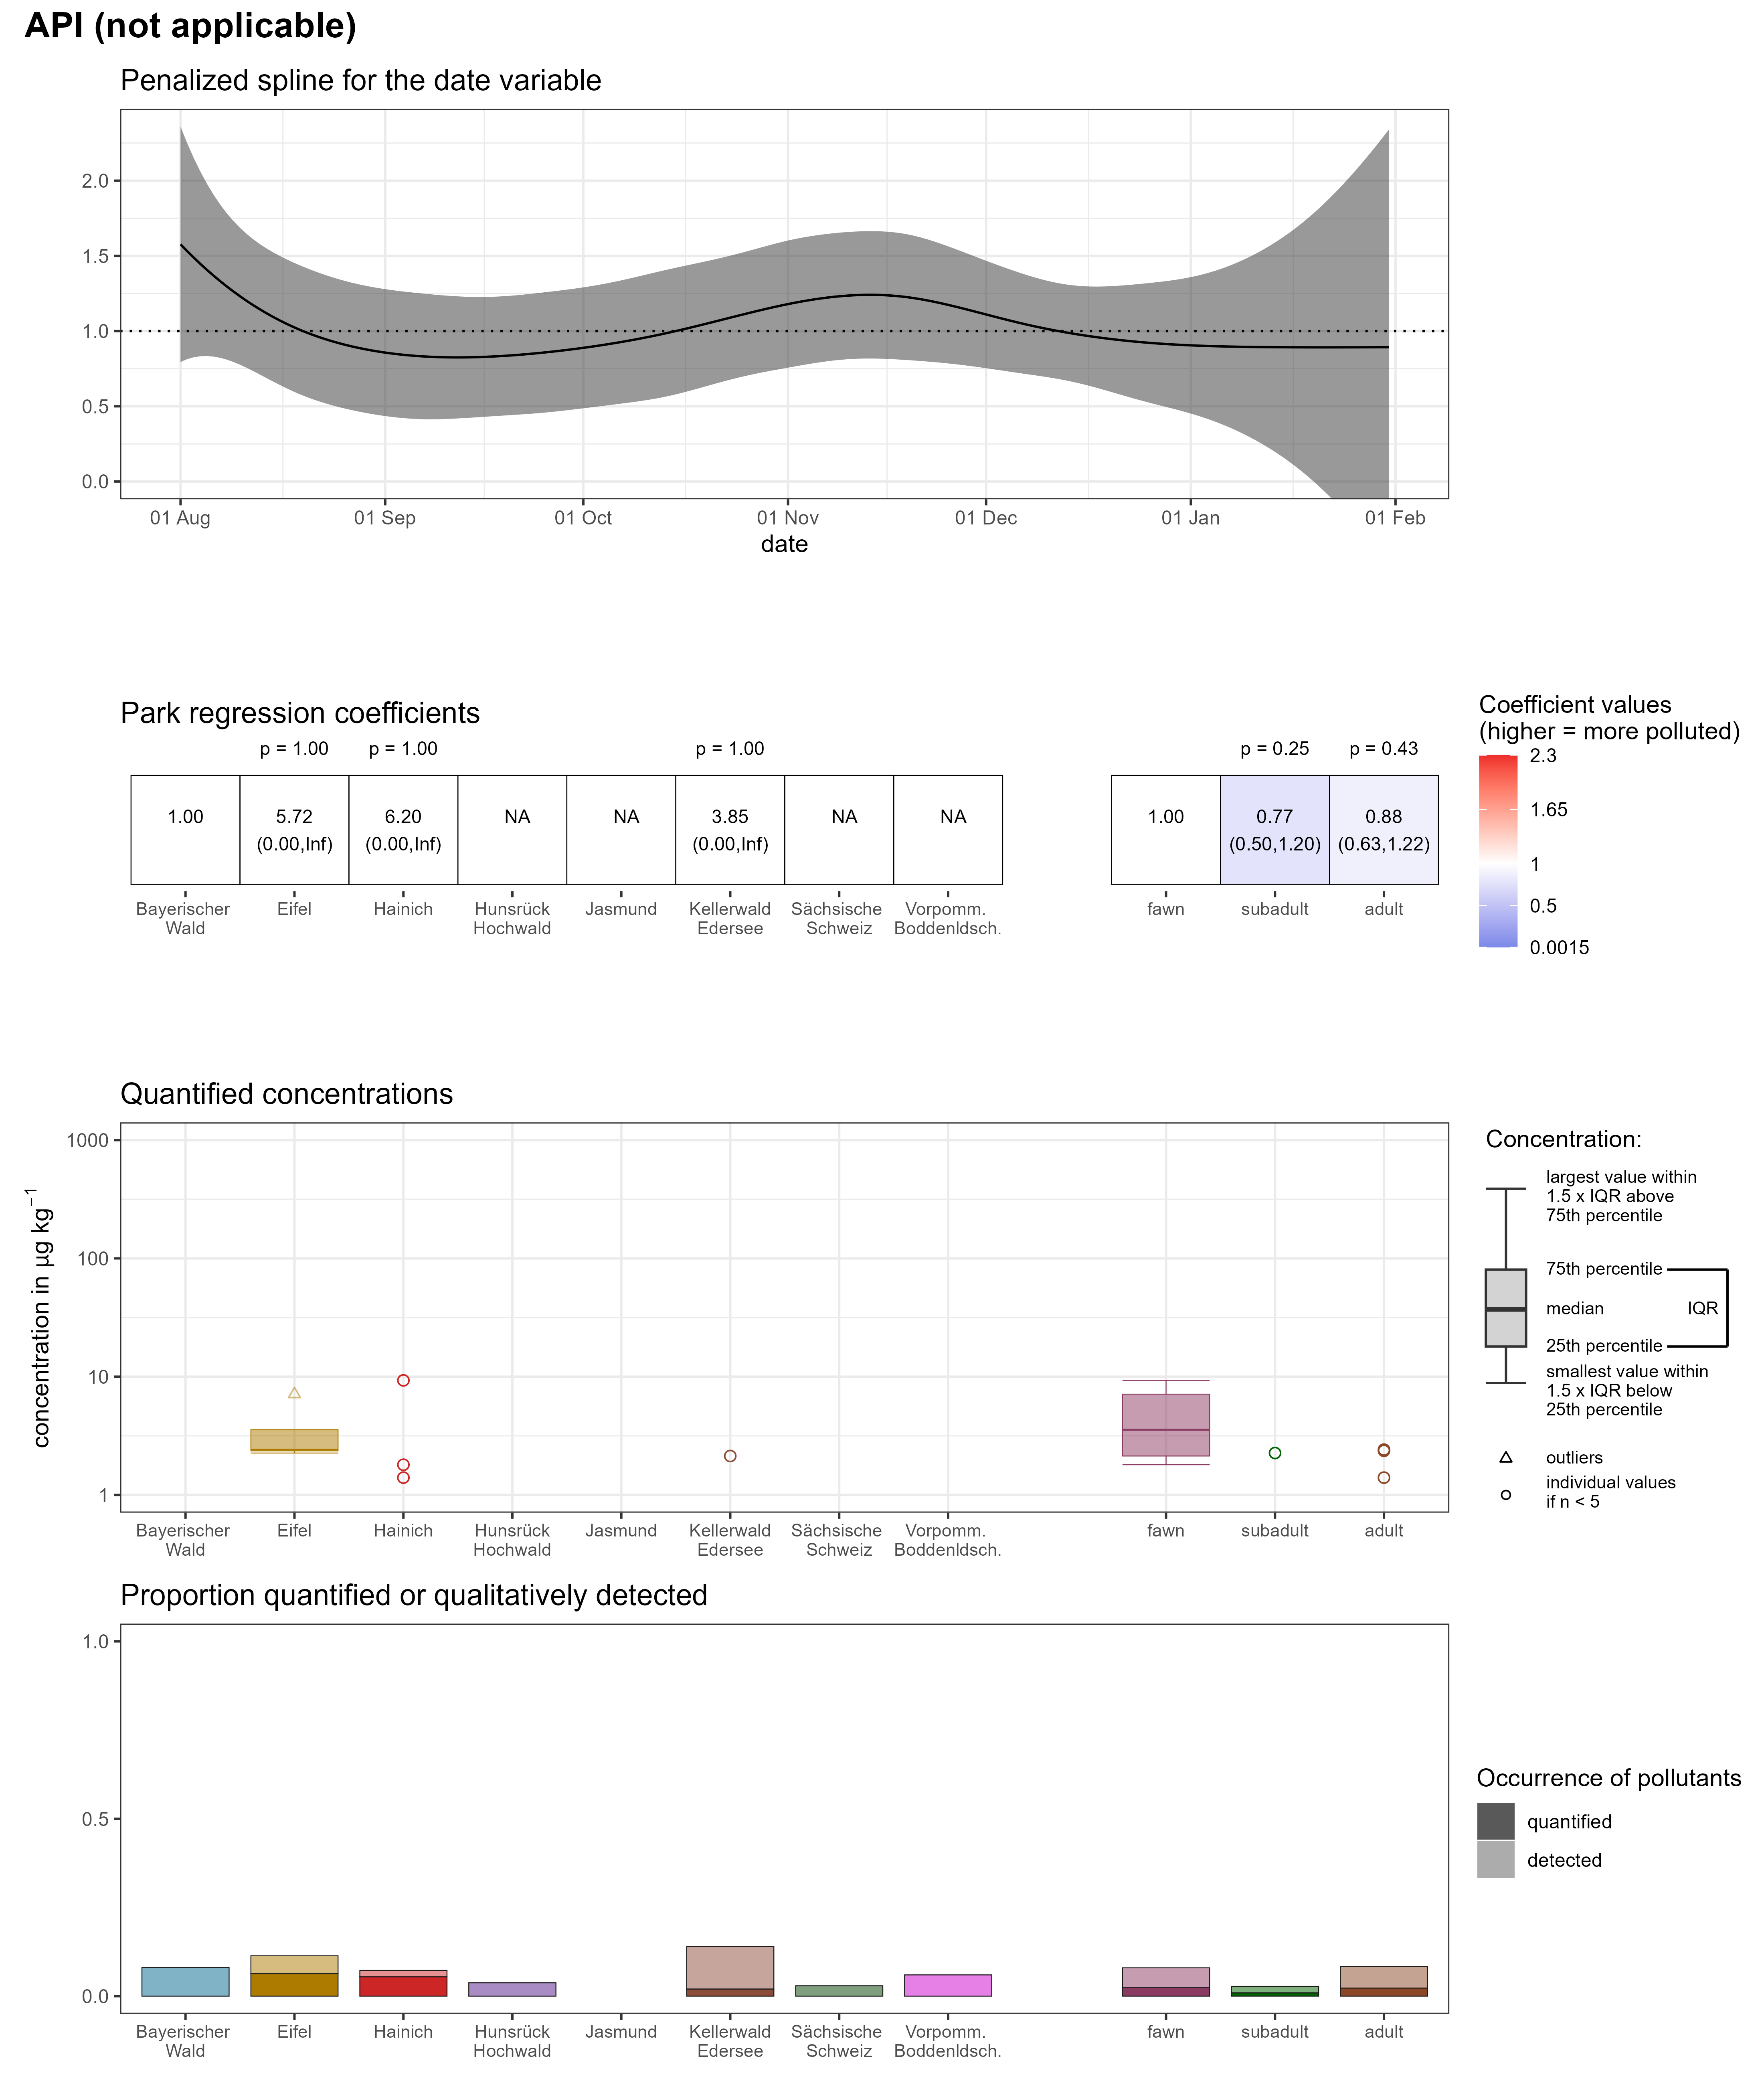 API (not applicable)
Penalized spline for the date variable
2.0
1.5
1.0
0.5
0.0
01 Aug 01 Sep 01 Oct 01 Nov 01 Dec 01 Jan 01 Feb
date
Park regression coefficients
p = 1.00 p = 1.00 p = 1.00 p = 0.25 p = 0.43
1.00 5.72 6.20 NA NA 3.85 NA NA 1.00 0.77 0.88
(0.00,Inf) (0.00,Inf) (0.00,Inf) (0.50,1.20) (0.63,1.22)
Bayerischer Eifel Hainich Hunsrück Jasmund Kellerwald Sächsische Vorpomm. fawn subadult adult
Wald Hochwald Edersee Schweiz Boddenldsch.
Coefficient values
(higher = more polluted)
2.3
1.65
1
0.5
0.0015
Quantified concentrations
concentration in µg kg⁻¹
1000
100
10
1
Bayerischer Eifel Hainich Hunsrück Jasmund Kellerwald Sächsische Vorpomm. fawn subadult adult
Wald Hochwald Edersee Schweiz Boddenldsch.
Concentration:
largest value within
1.5 x IQR above
75th percentile
75th percentile
median IQR
25th percentile
smallest value within
1.5 x IQR below
25th percentile
outliers
individual values
if n < 5
Proportion quantified or qualitatively detected
1.0
0.5
0.0
Bayerischer Eifel Hainich Hunsrück Jasmund Kellerwald Sächsische Vorpomm. fawn subadult adult
Wald Hochwald Edersee Schweiz Boddenldsch.
Occurrence of pollutants
quantified
detected